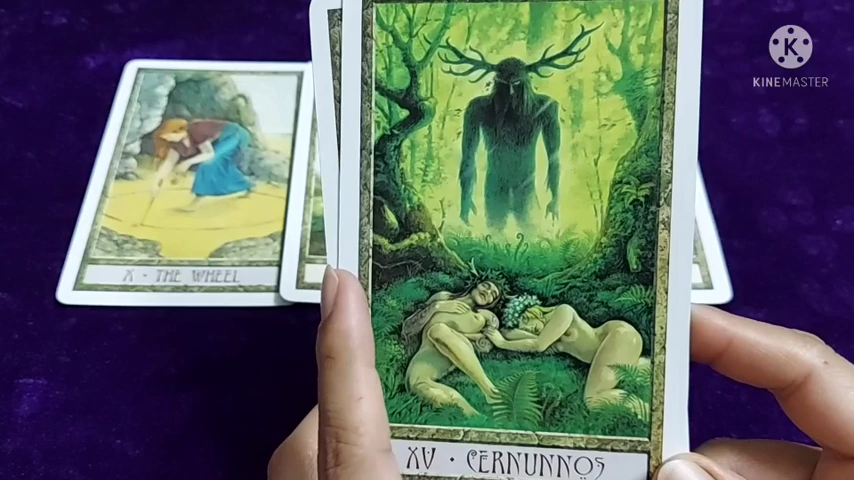 K
KINEMASTER
X • THE WHEEL
XV • CERNUNNOS